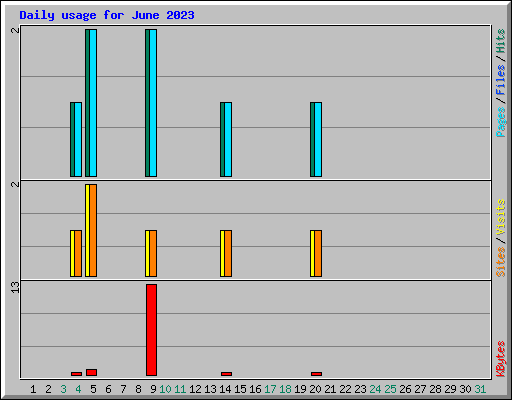 Daily usage for June 2023
2
Pages / Files / Hits
2
Sites / Visits
13
KBytes
1 2 3 4 5 6 7 8 9 10 11 12 13 14 15 16 17 18 19 20 21 22 23 24 25 26 27 28 29 30 31